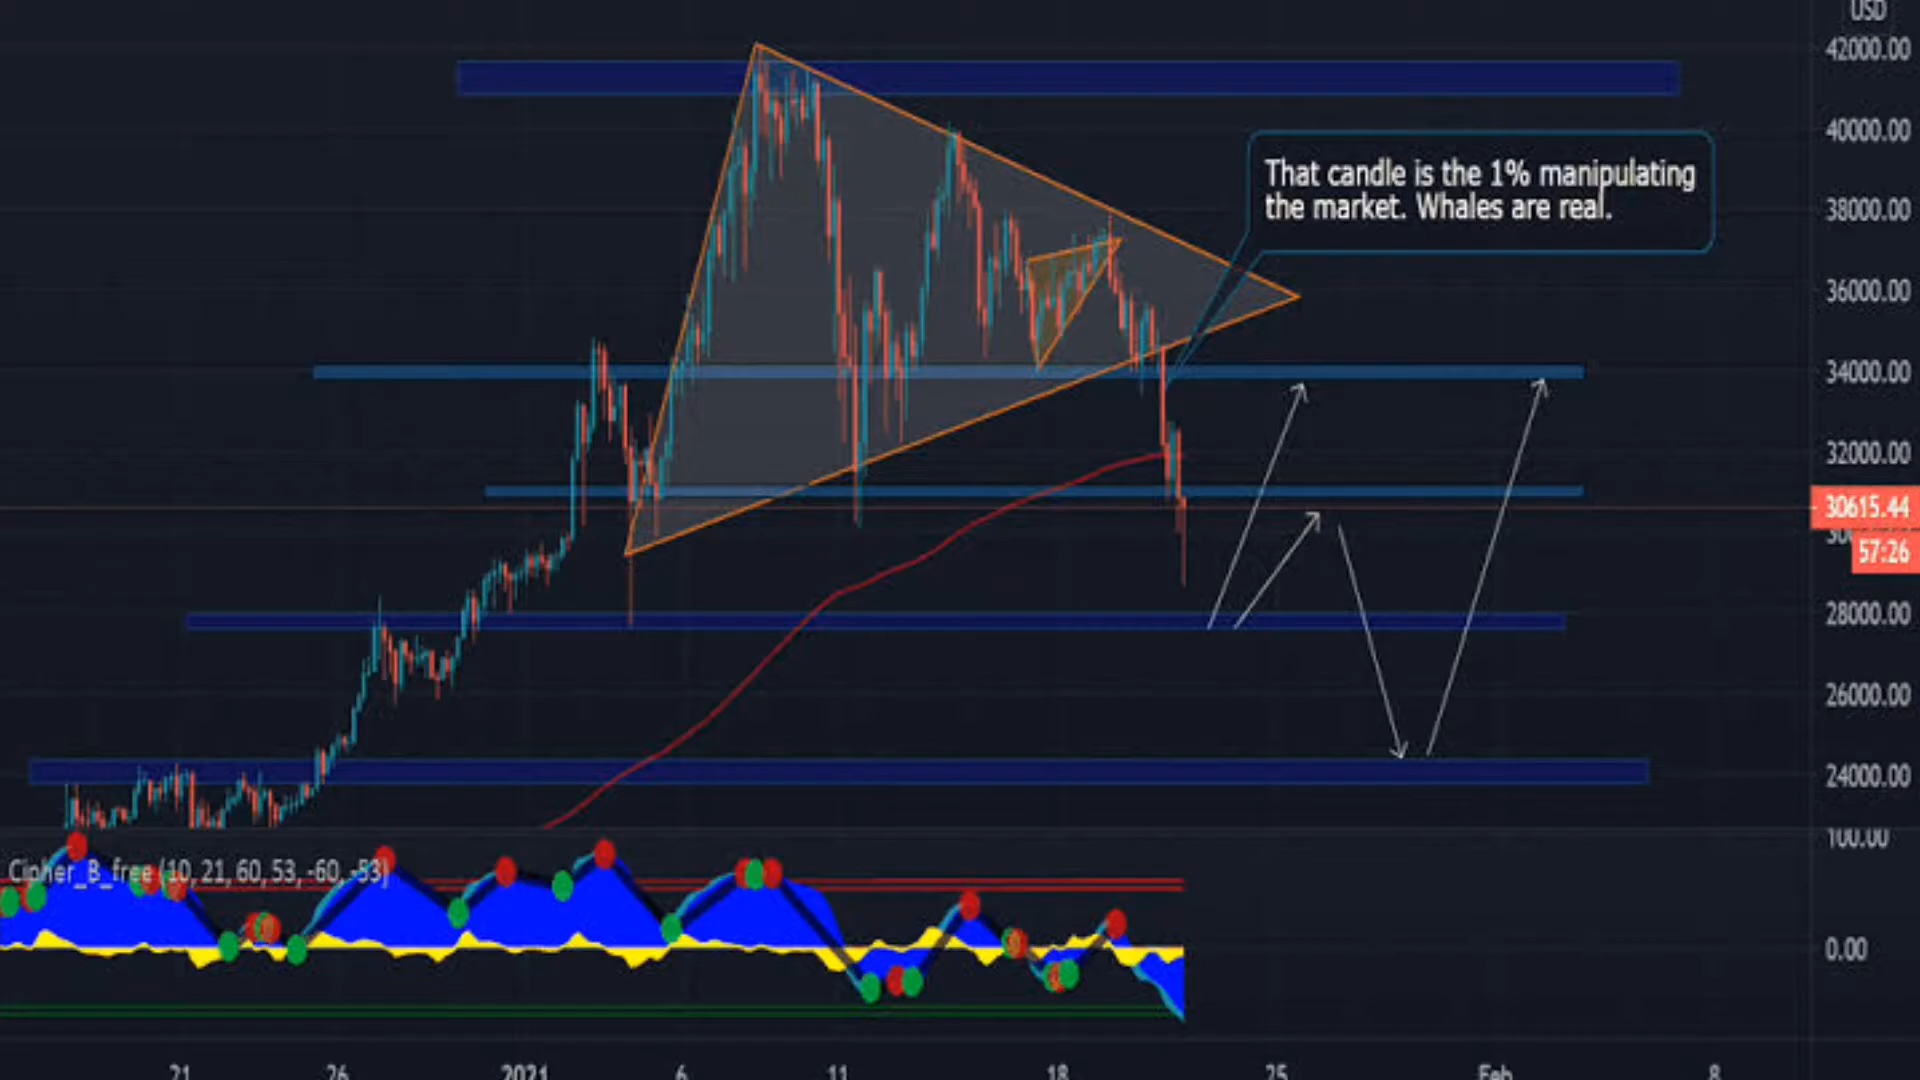 USD
42000.00
40000.00
That candle is the 1% manipulating
the market. Whales are real.
38000.00
36000.00
34000.00
32000.00
30615.44
57:26
28000.00
26000.00
24000.00
100.00
Cipher_B_free (10, 21, 60, 53, -60, -53)
0.00
21 26 2021 6 11 18 25 Feb 8